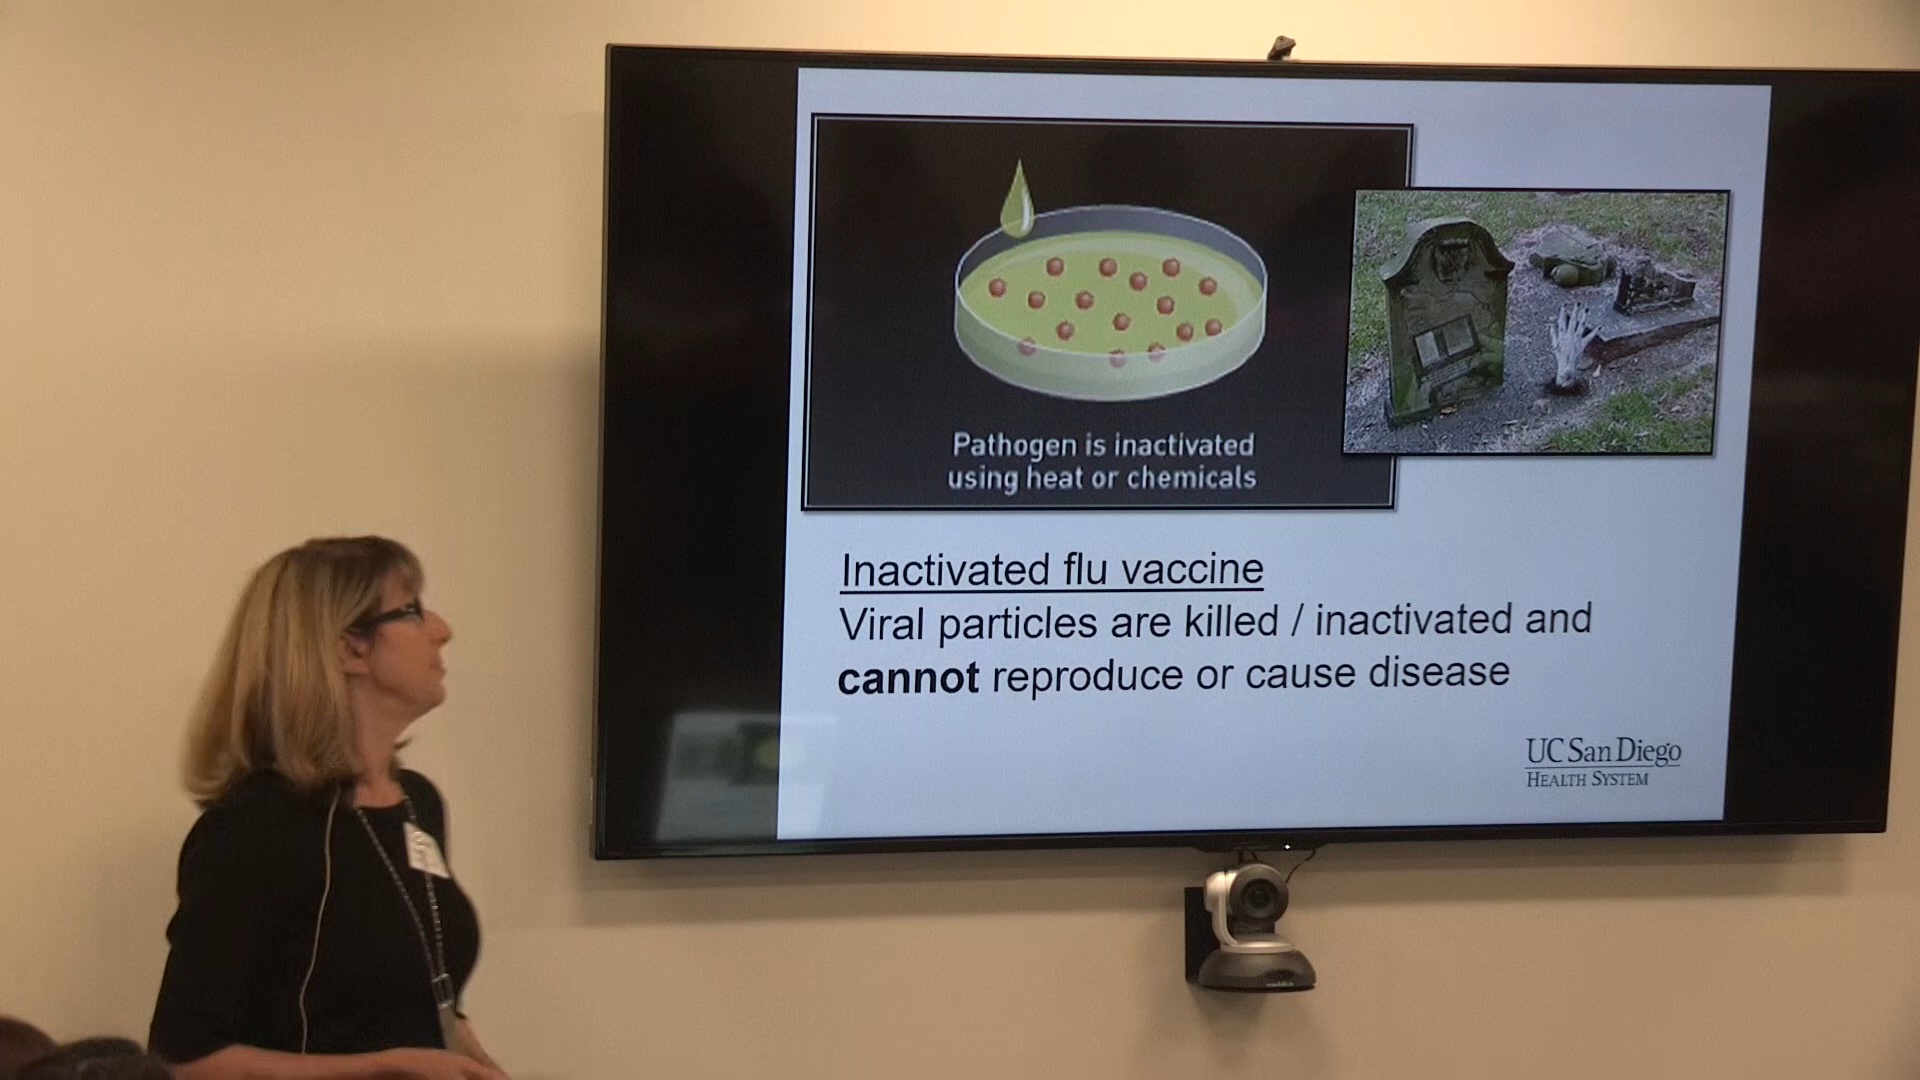 Pathogen is inactivated
using heat or chemicals
Inactivated flu vaccine
Viral particles are killed / inactivated and
cannot reproduce or cause disease
UC San Diego
HEALTH SYSTEM